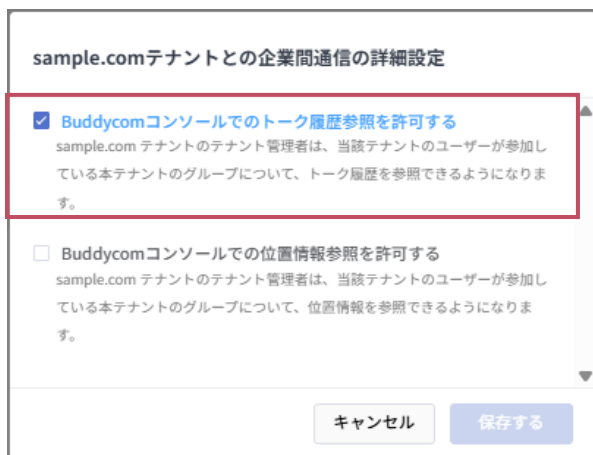 sample.comテナントとの企業間通信の詳細設定
Buddycomコンソールでのトーク履歴参照を許可する
sample.com テナントのテナント管理者は、当該テナントのユーザーが参加し
ている本テナントのグループについて、トーク履歴を参照できるようになりま
す。
Buddycomコンソールでの位置情報参照を許可する
sample.com テナントのテナント管理者は、当該テナントのユーザーが参加し
ている本テナントのグループについて、位置情報を参照できるようになりま
す。
キャンセル
保存する